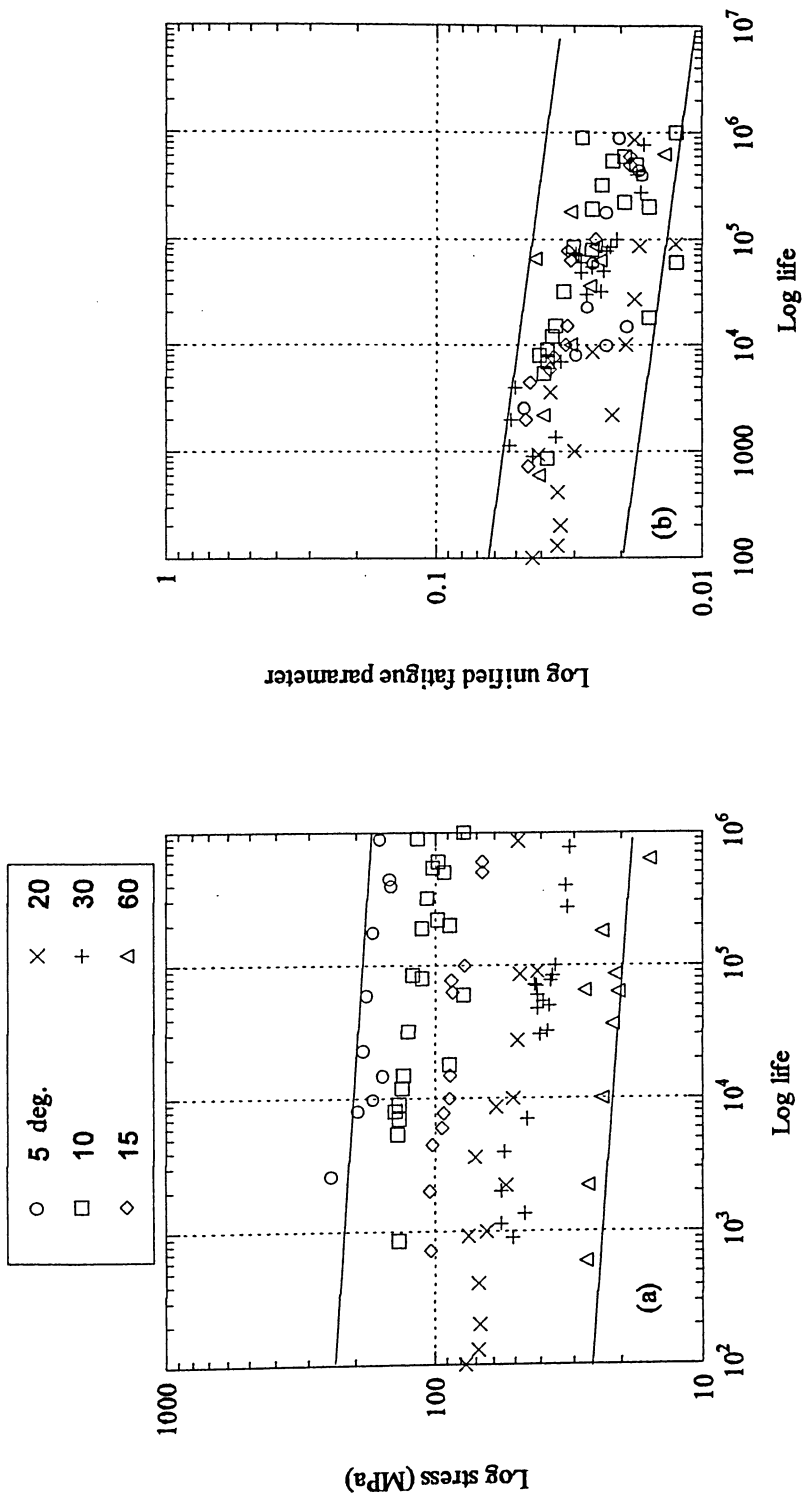 5 deg. 20
10 30
15 60
Log stress (MPa)
1000
100
10
(a)
10² 10³ 10⁴ 10⁵ 10⁶
Log life
Log unified fatigue parameter
1
0.1
0.01
(b)
100 1000 10⁴ 10⁵ 10⁶ 10⁷
Log life